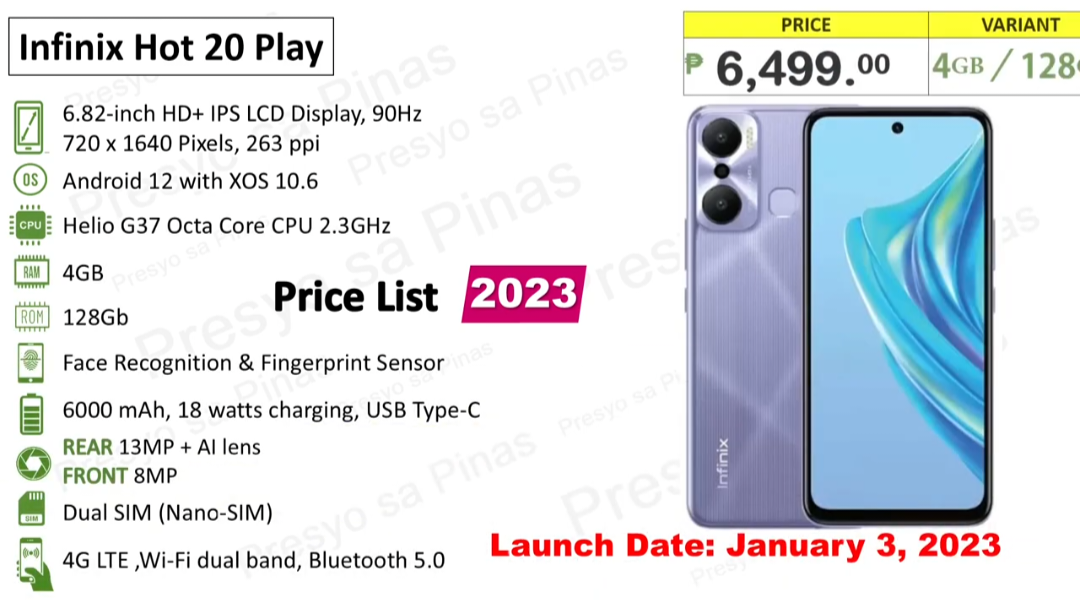 Infinix Hot 20 Play
PRICE
VARIANT
₱ 6,499.00
4GB / 128
6.82-inch HD+ IPS LCD Display, 90Hz
720 x 1640 Pixels, 263 ppi
OS
Android 12 with XOS 10.6
CPU
Helio G37 Octa Core CPU 2.3GHz
RAM
4GB
ROM
128Gb
Price List 2023
Face Recognition & Fingerprint Sensor
6000 mAh, 18 watts charging, USB Type-C
REAR 13MP + AI lens
FRONT 8MP
SIM
Dual SIM (Nano-SIM)
4G LTE ,Wi-Fi dual band, Bluetooth 5.0
Infinix
Launch Date: January 3, 2023
Presyo sa Pinas